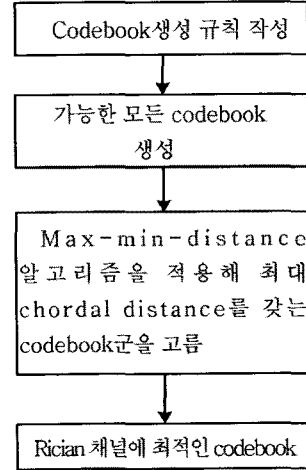 Codebook생성 규칙 작성
가능한 모든 codebook
생성
Max-min-distance
알고리즘을 적용해 최대
chordal distance를 갖는
codebook군을 고름
Rician 채널에 최적인 codebook